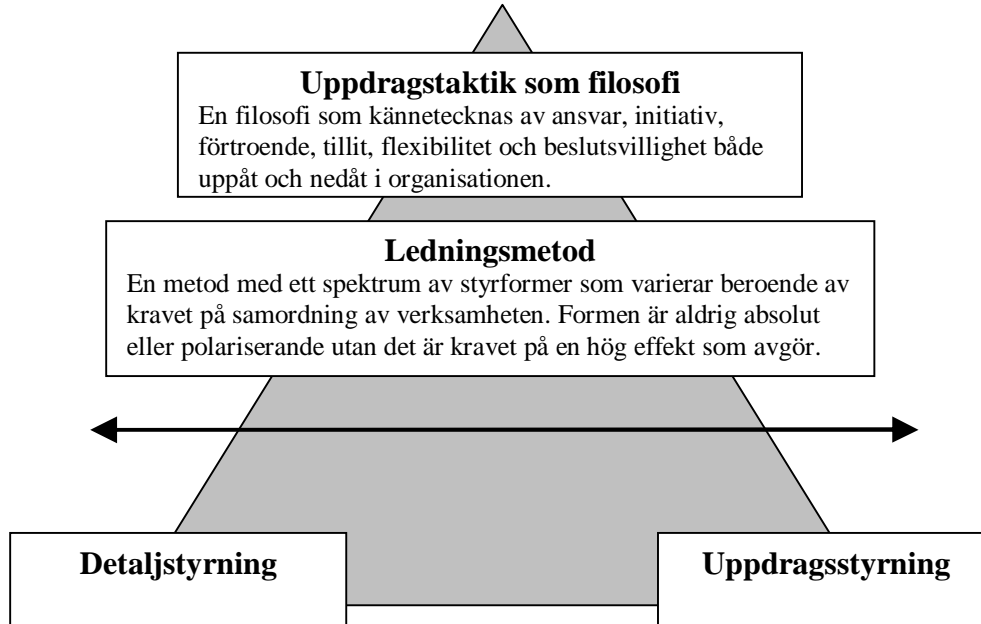 Uppdragstaktik som filosofi
En filosofi som kännetecknas av ansvar, initiativ,
förtroende, tillit, flexibilitet och beslutsvillighet både
uppåt och nedåt i organisationen.
Ledningsmetod
En metod med ett spektrum av styrformer som varierar beroende av
kravet på samordning av verksamheten. Formen är aldrig absolut
eller polariserande utan det är kravet på en hög effekt som avgör.
Detaljstyrning
Uppdragsstyrning